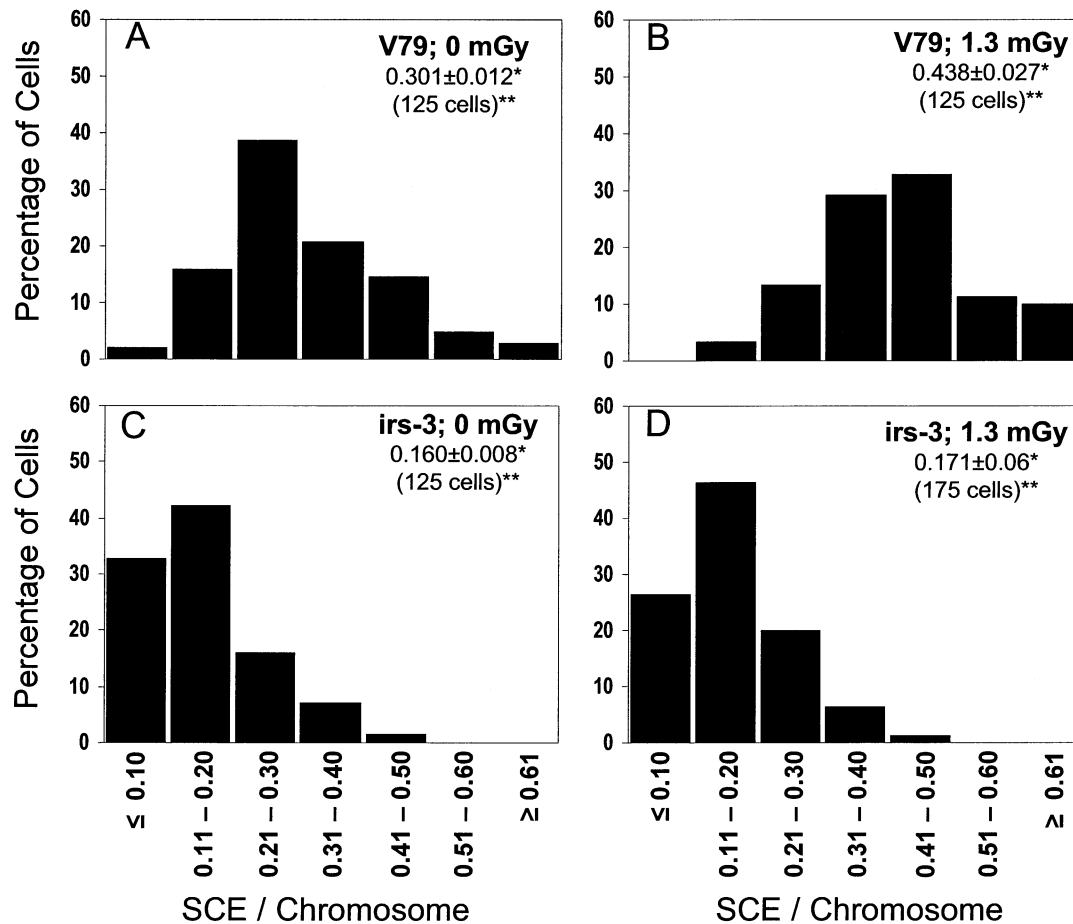 A
V79; 0 mGy
0.301±0.012*
(125 cells)**
Percentage of Cells
60
50
40
30
20
10
0
B
V79; 1.3 mGy
0.438±0.027*
(125 cells)**
60
50
40
30
20
10
0
C
irs-3; 0 mGy
0.160±0.008*
(125 cells)**
Percentage of Cells
60
50
40
30
20
10
0
≤ 0.10
0.11 – 0.20
0.21 – 0.30
0.31 – 0.40
0.41 – 0.50
0.51 – 0.60
≥ 0.61
SCE / Chromosome
D
irs-3; 1.3 mGy
0.171±0.06*
(175 cells)**
60
50
40
30
20
10
0
≤ 0.10
0.11 – 0.20
0.21 – 0.30
0.31 – 0.40
0.41 – 0.50
0.51 – 0.60
≥ 0.61
SCE / Chromosome